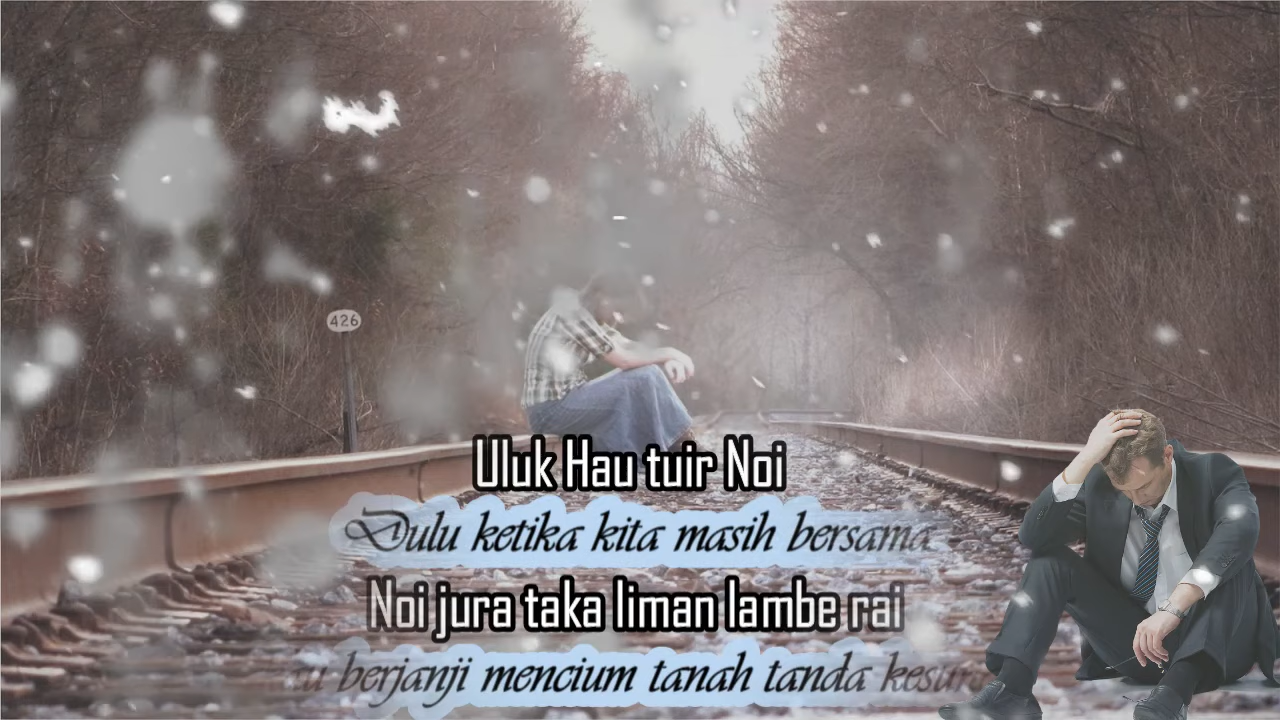 426
Uluk Hau tuir Noi
Dulu ketika kita masih bersama
Noi jura taka liman lambe rai
berjanji mencium tanah tanda